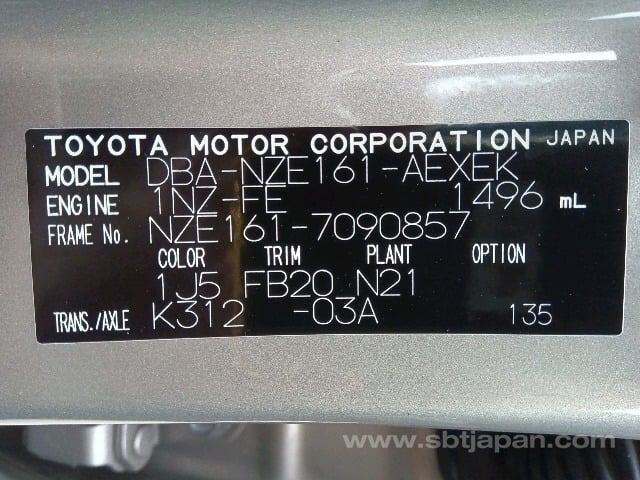 TOYOTA MOTOR CORPORATION JAPAN
MODEL DBA-NZE161-AEXEK
ENGINE 1NZ-FE 1496 mL
FRAME No. NZE161-7090857
COLOR TRIM PLANT OPTION
1J5 FB20 N21
TRANS./AXLE K312 -03A 135
www.sbtjapan.com